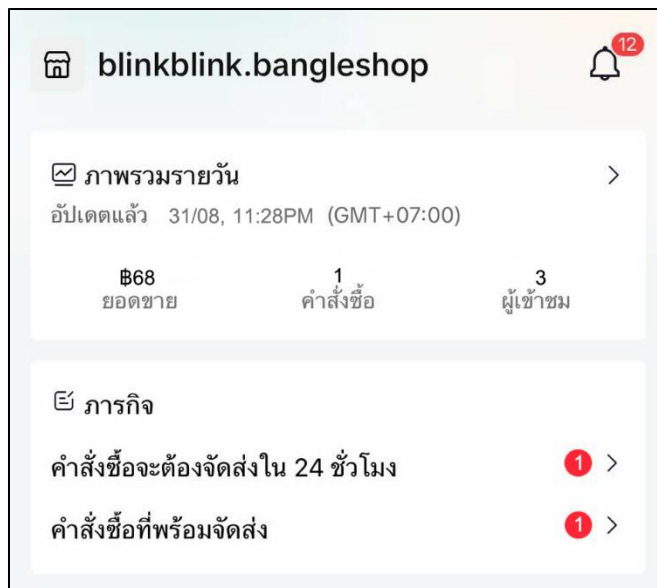 blinkblink.bangleshop
12
ภาพรวมรายวัน
อัปเดตแล้ว 31/08, 11:28PM (GMT+07:00)
฿68 1 3
ยอดขาย คำสั่งซื้อ ผู้เข้าชม
ภารกิจ
คำสั่งซื้อจะต้องจัดส่งใน 24 ชั่วโมง 1
คำสั่งซื้อที่พร้อมจัดส่ง 1